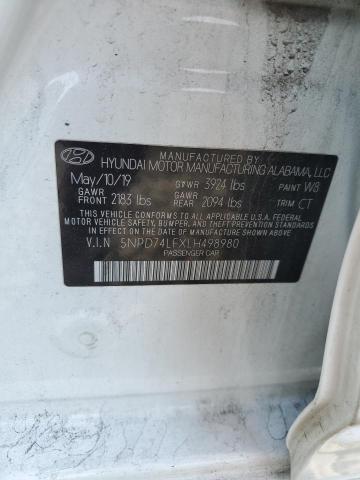 MANUFACTURED BY
HYUNDAI MOTOR MANUFACTURING ALABAMA, LLC
May/10/19 GVWR 3924 lbs PAINT W8
GAWR FRONT 2183 lbs GAWR REAR 2094 lbs TRIM CT
THIS VEHICLE CONFORMS TO ALL APPLICABLE U.S.A. FEDERAL
MOTOR VEHICLE SAFETY, BUMPER, AND THEFT PREVENTION
STANDARDS IN EFFECT ON THE DATE OF MANUFACTURE
SHOWN ABOVE.
V.I.N 5NPD74LFXLH498980
PASSENGER CAR